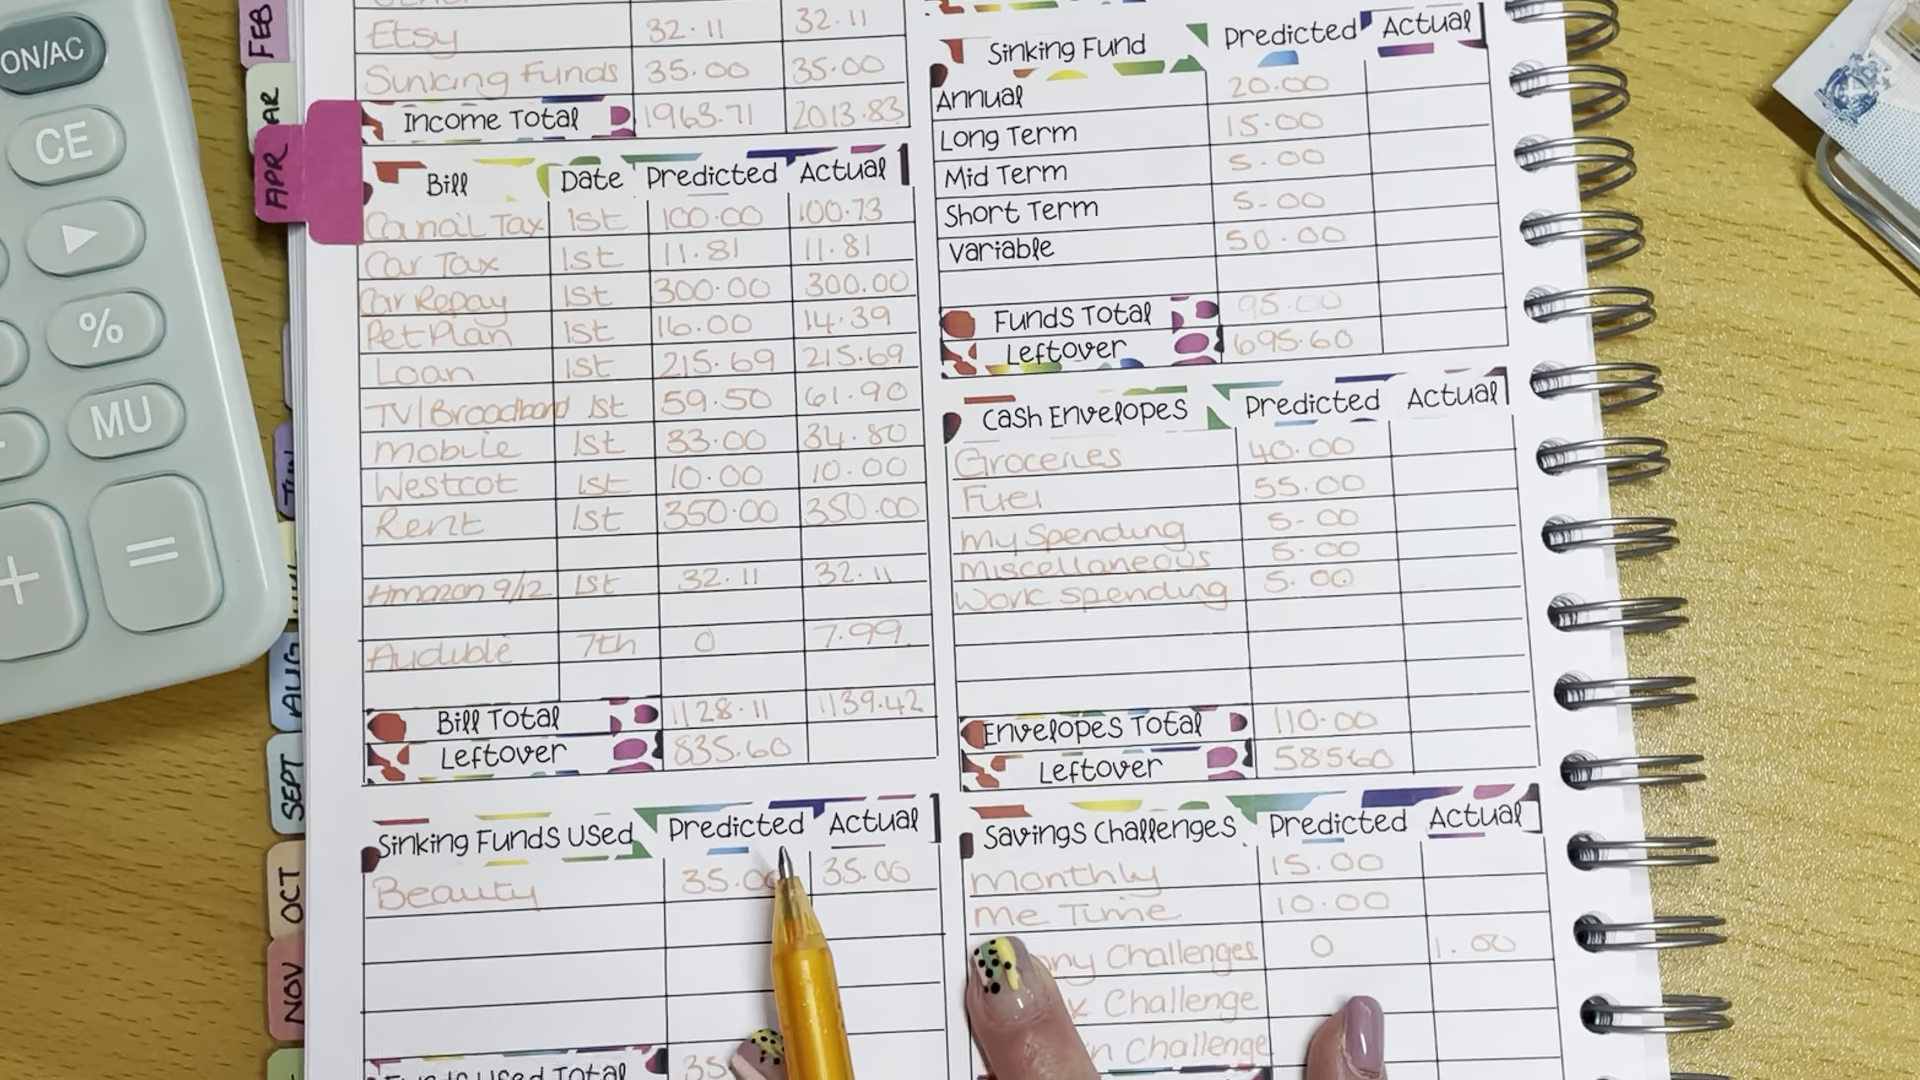 ON/AC
CE
▶
%
MU
+
=
FEB
AR
APR
AUG
SEPT
OCT
NOV
Etsy 32.11 32.11
Sinking Funds 35.00 35.00
Income Total 1963.71 2013.83
Bill Date Predicted Actual
Council Tax 1st 100.00 100.73
Car Tax 1st 11.81 11.81
Car Repay 1st 300.00 300.00
Pet Plan 1st 16.00 14.39
Loan 1st 215.69 215.69
TV/Broadband 1st 59.50 61.90
Mobile 1st 33.00 34.80
Westcot 1st 10.00 10.00
Rent 1st 350.00 350.00
Amazon 9/12 1st 32.11 32.11
Audible 7th 0 7.99
Bill Total 1128.11 1139.42
Leftover 835.60
Sinking Funds Used Predicted Actual
Beauty 35.00 35.00
Funds Used Total 35
Sinking Fund Predicted Actual
Annual 20.00
Long Term 15.00
Mid Term 5.00
Short Term 5.00
Variable 50.00
Funds Total 95.00
Leftover 695.60
Cash Envelopes Predicted Actual
Groceries 40.00
Fuel 55.00
My Spending 5.00
Miscellaneous 5.00
Work Spending 5.00
Envelopes Total 110.00
Leftover 585.60
Savings Challenges Predicted Actual
Monthly 15.00
Me Time 10.00
ny Challenges 0 1.00
x Challenge
n Challenge